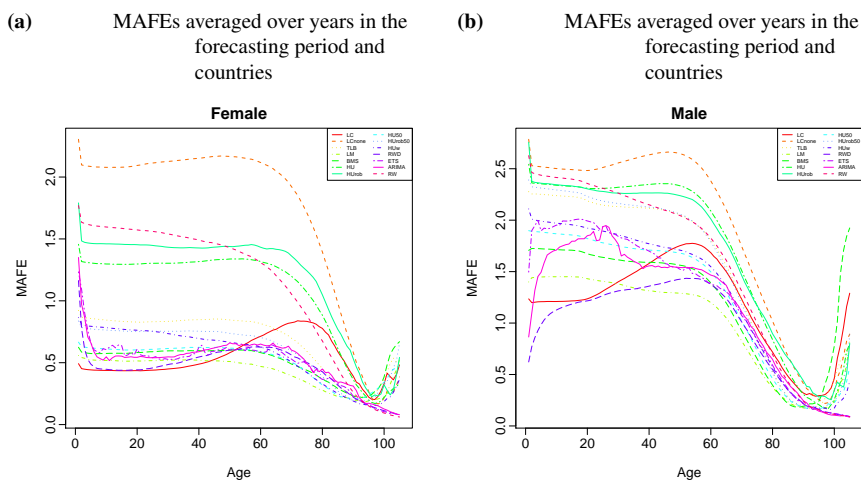 (a) MAFEs averaged over years in the
forecasting period and
countries
Female
MAFE
0.0
0.5
1.0
1.5
2.0
0 20 40 60 80 100
Age
LC
LCnone
TLB
LM
BMS
HU
HUrob
HU50
HUrob50
HUw
RWD
ETS
ARIMA
RW
(b) MAFEs averaged over years in the
forecasting period and
countries
Male
MAFE
0.0
0.5
1.0
1.5
2.0
2.5
0 20 40 60 80 100
Age
LC
LCnone
TLB
LM
BMS
HU
HUrob
HU50
HUrob50
HUw
RWD
ETS
ARIMA
RW